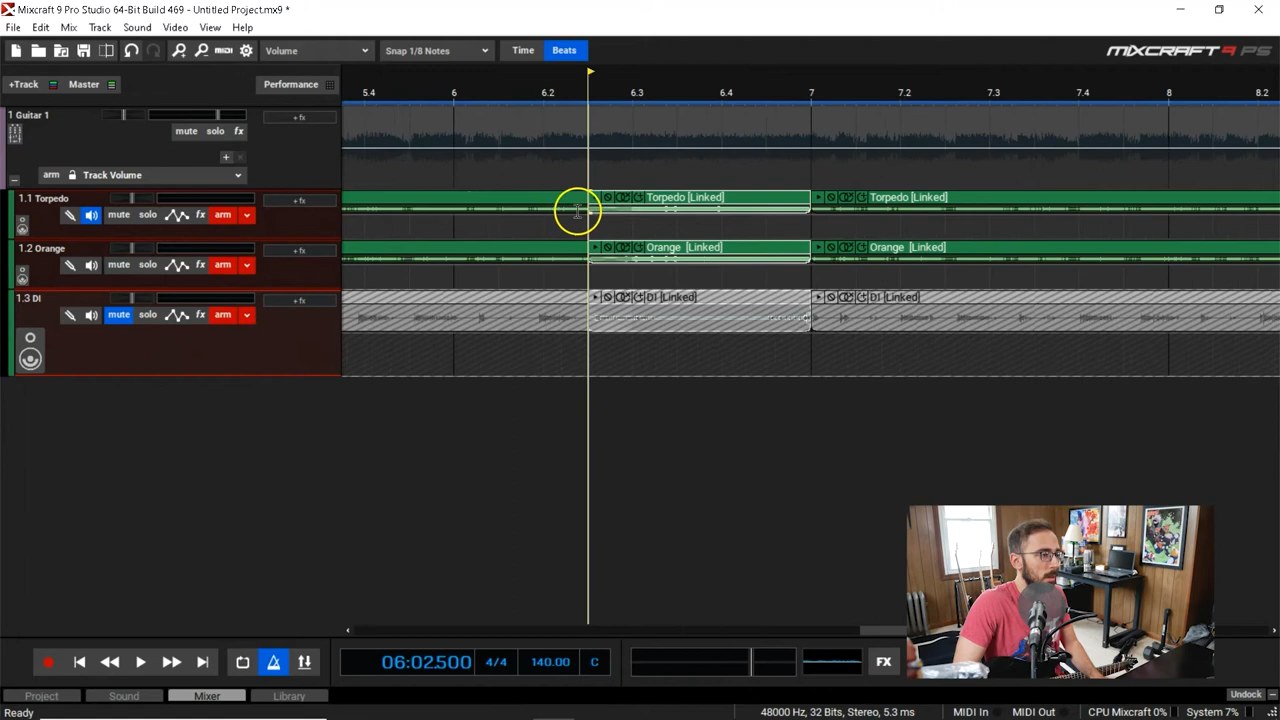 Mixcraft 9 Pro Studio 64-Bit Build 469 - Untitled Project.mx9 *
File Edit Mix Track Sound Video View Help
Volume Snap 1/8 Notes Time Beats MIXCRAFT 9 PS
+Track Master Performance
5.4 6 6.2 6.3 6.4 7 7.2 7.3 7.4 8 8.2
1 Guitar 1 +fx
mute solo fx
arm Track Volume
1.1 Torpedo +fx Torpedo [Linked] Torpedo [Linked]
mute solo fx arm
1.2 Orange +fx Orange [Linked] Orange [Linked]
mute solo fx arm
1.3 DI +fx DI [Linked] DI [Linked]
mute solo fx arm
06:02.500 4/4 140.00 C FX
Project Sound Mixer Library Undock
Ready 48000 Hz, 32 Bits, Stereo, 5.3 ms MIDI In MIDI Out CPU Mixcraft 0% System 7%